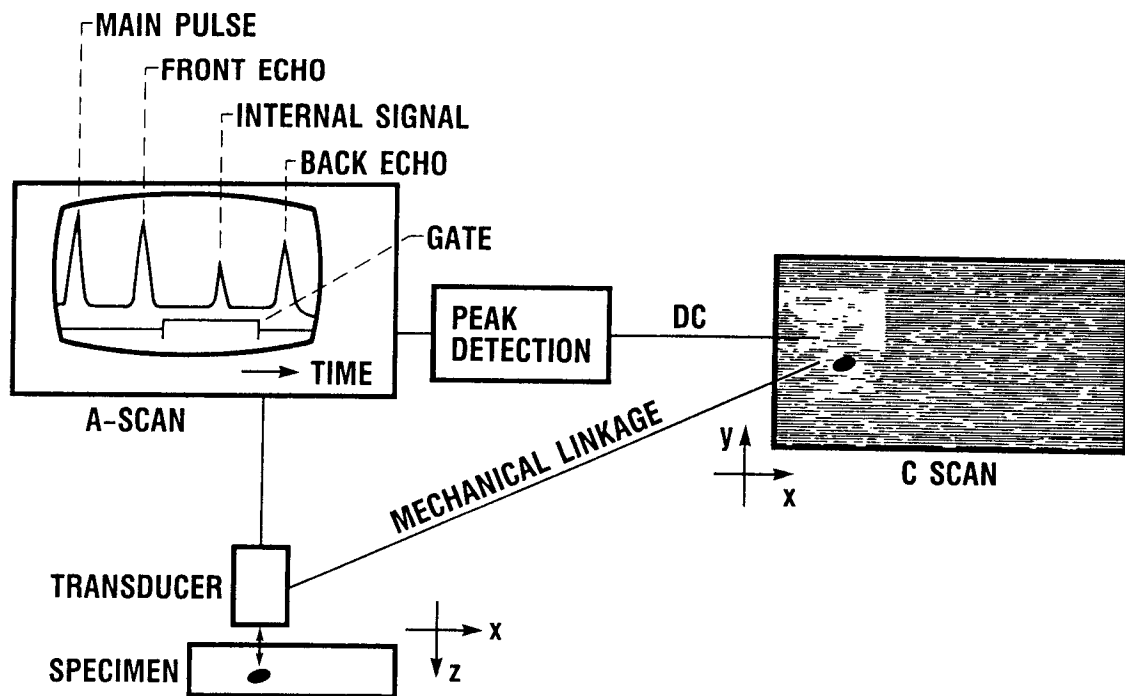 MAIN PULSE
FRONT ECHO
INTERNAL SIGNAL
BACK ECHO
GATE
PEAK
DETECTION
DC
TIME
A-SCAN
MECHANICAL LINKAGE
y
x
C SCAN
TRANSDUCER
x
z
SPECIMEN